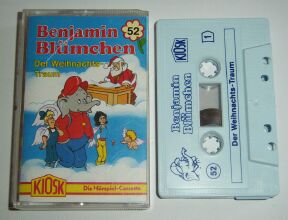 Benjamin
Blümchen
52
Der Weihnachts-
Traum
KIOSK
Die Hörspiel-Cassette
KIOSK
1
Benjamin
Blümchen
Der Weihnachts-Traum
52